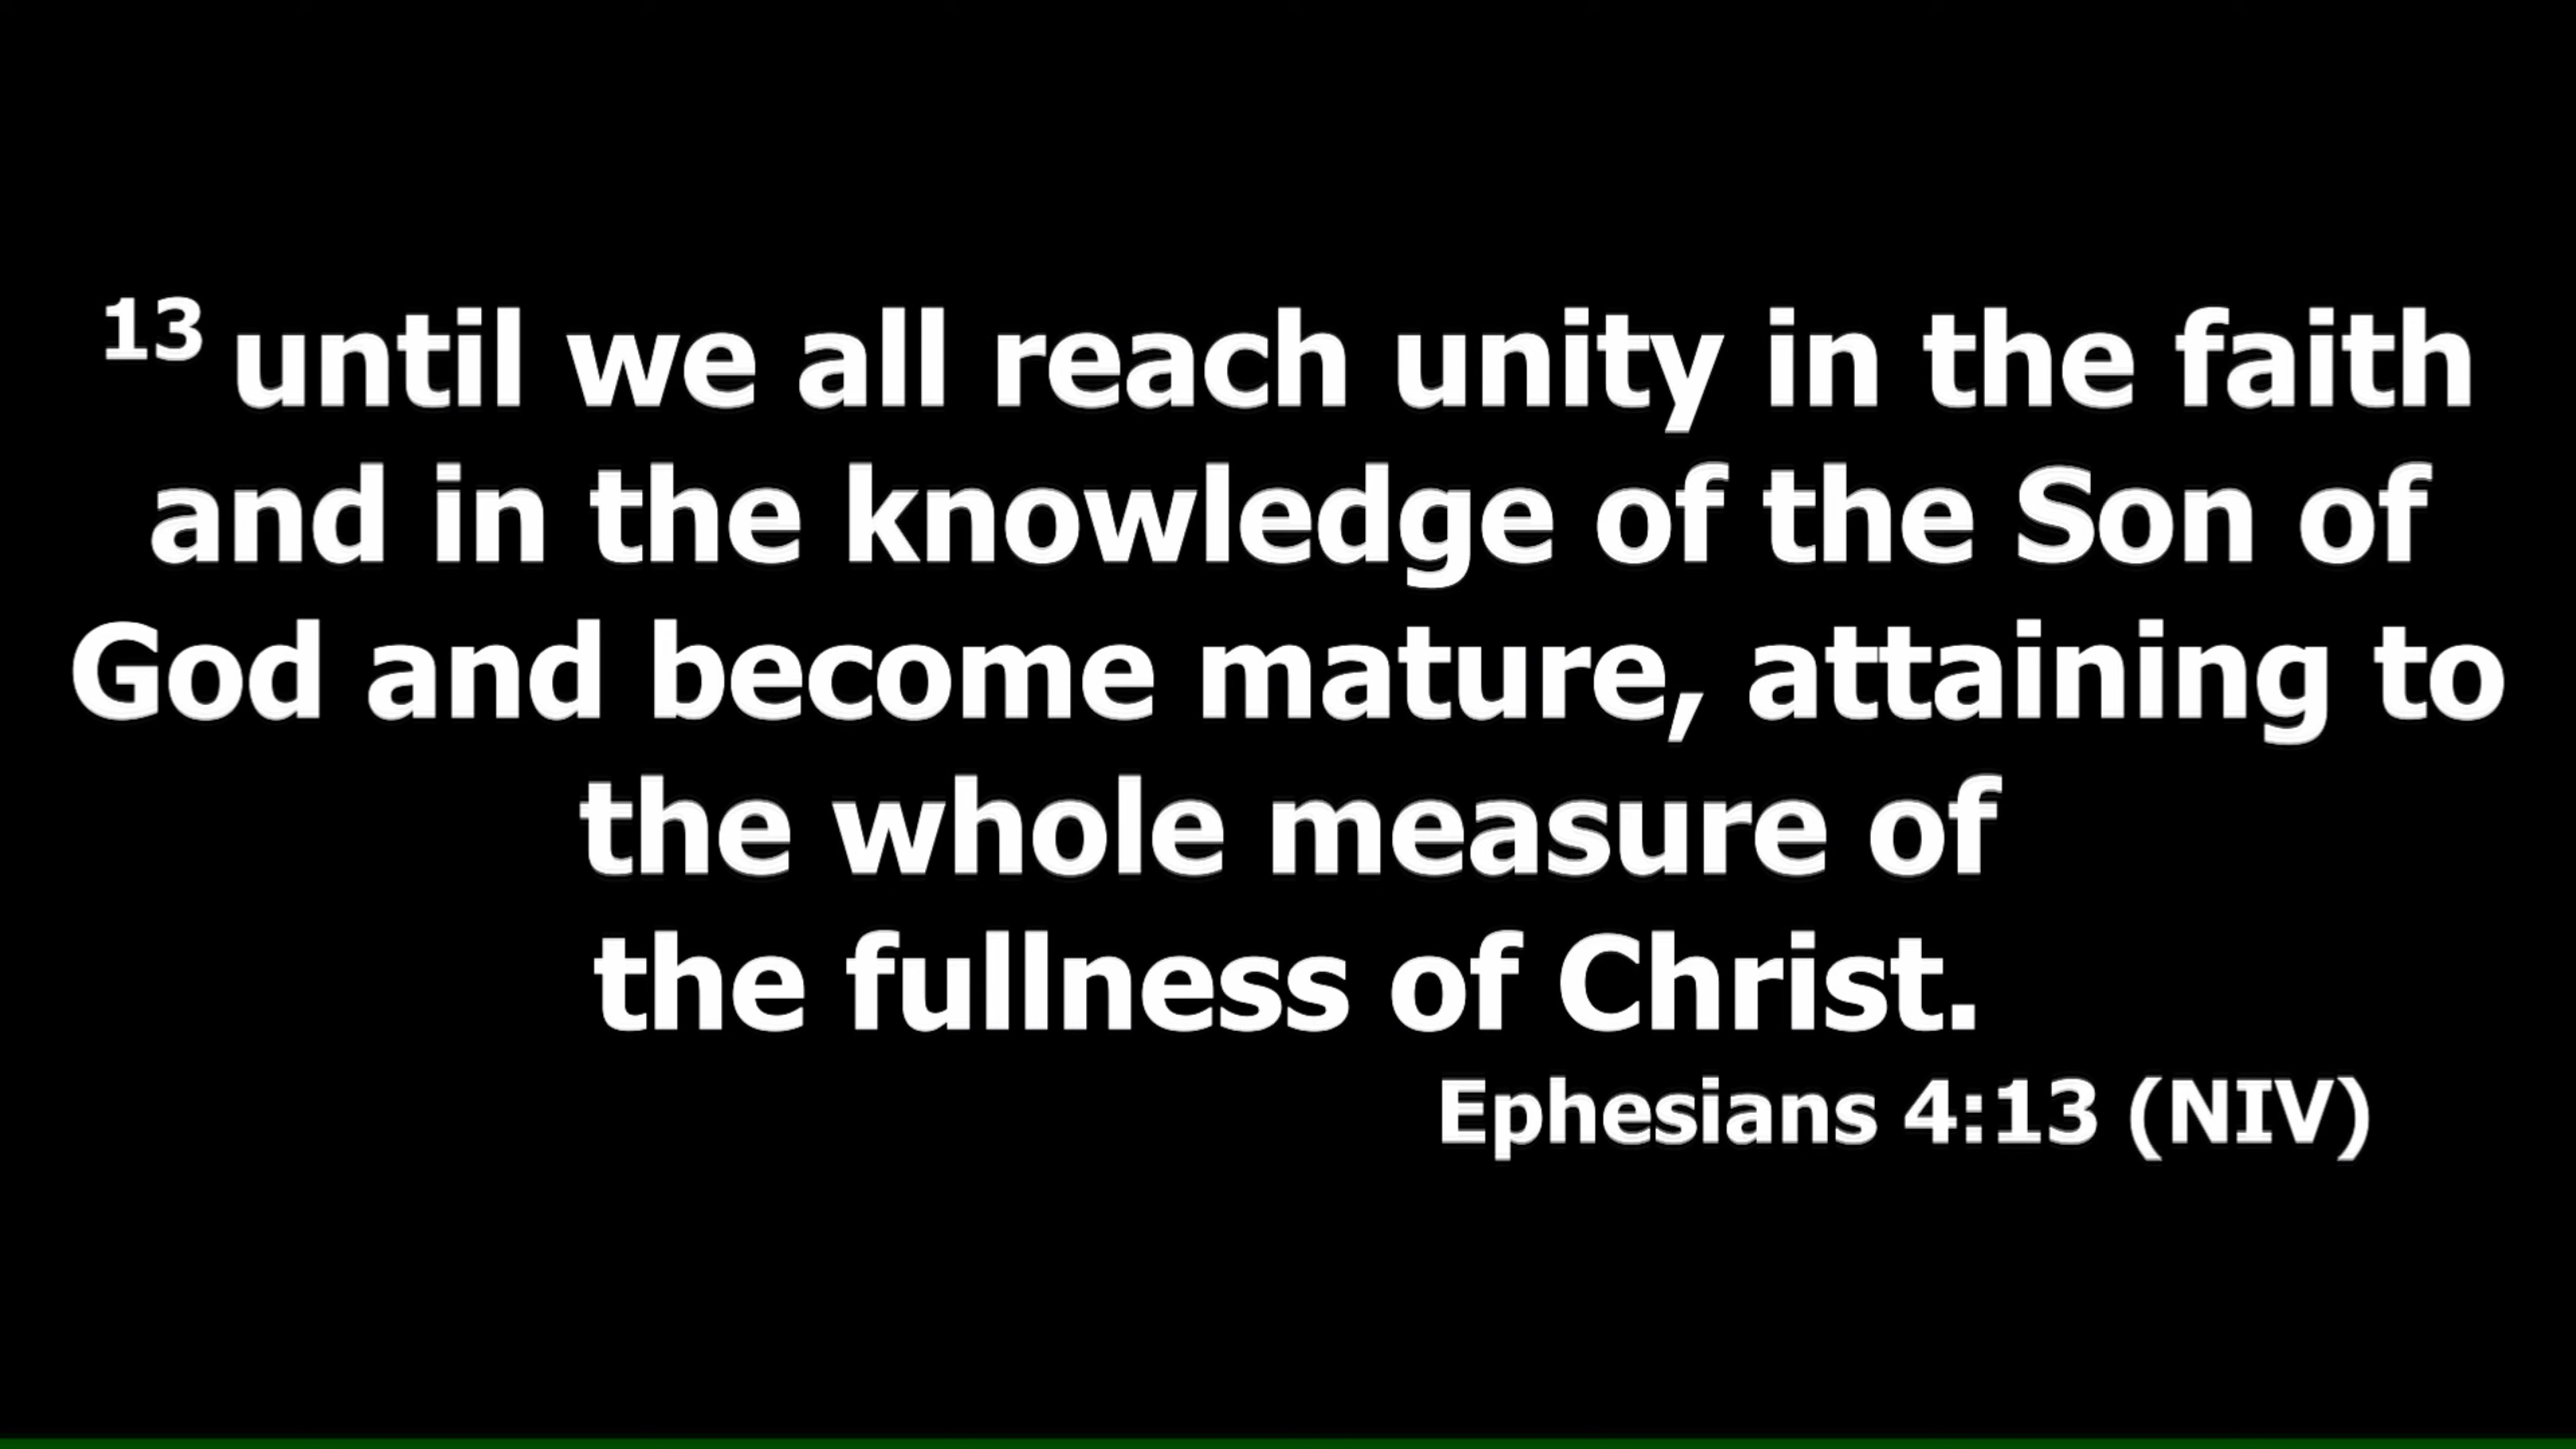 13 until we all reach unity in the faith
and in the knowledge of the Son of
God and become mature, attaining to
the whole measure of
the fullness of Christ.
Ephesians 4:13 (NIV)